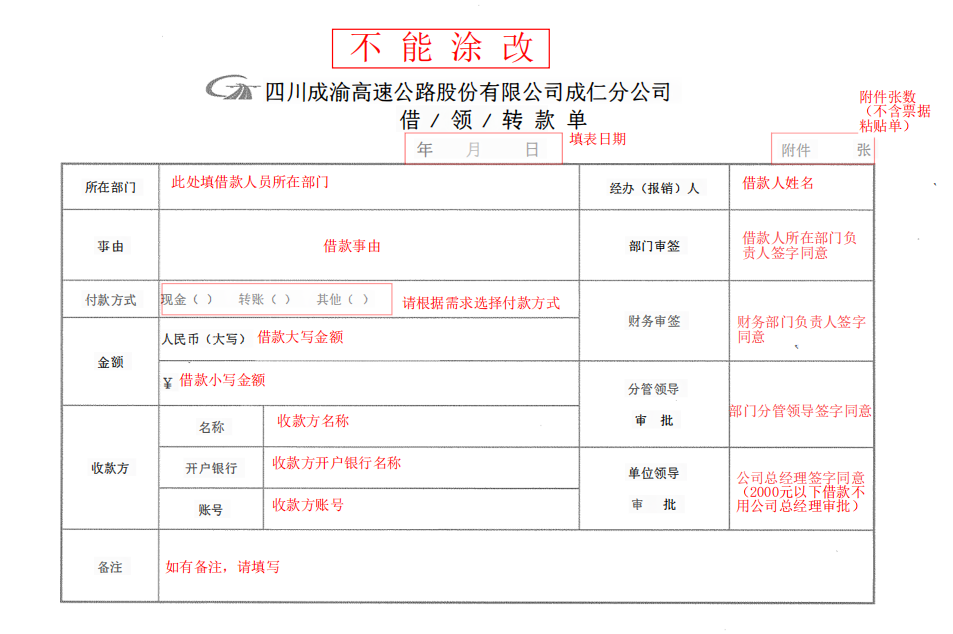 不能涂改
四川成渝高速公路股份有限公司成仁分公司
借/领/转款单
附件张数
（不含票据
粘贴单）
年 月 日
填表日期
附件 张
所在部门
此处填借款人员所在部门
经办（报销）人
借款人姓名
事由
借款事由
部门审签
借款人所在部门负
责人签字同意
付款方式
现金（ ） 转账（ ） 其他（ ）
请根据需求选择付款方式
财务审签
财务部门负责人签字
同意
金额
人民币（大写）
借款大写金额
¥
借款小写金额
分管领导
审 批
部门分管领导签字同意
收款方
名称
收款方名称
开户银行
收款方开户银行名称
账号
收款方账号
单位领导
审 批
公司总经理签字同意
（2000元以下借款不
用公司总经理审批）
备注
如有备注，请填写